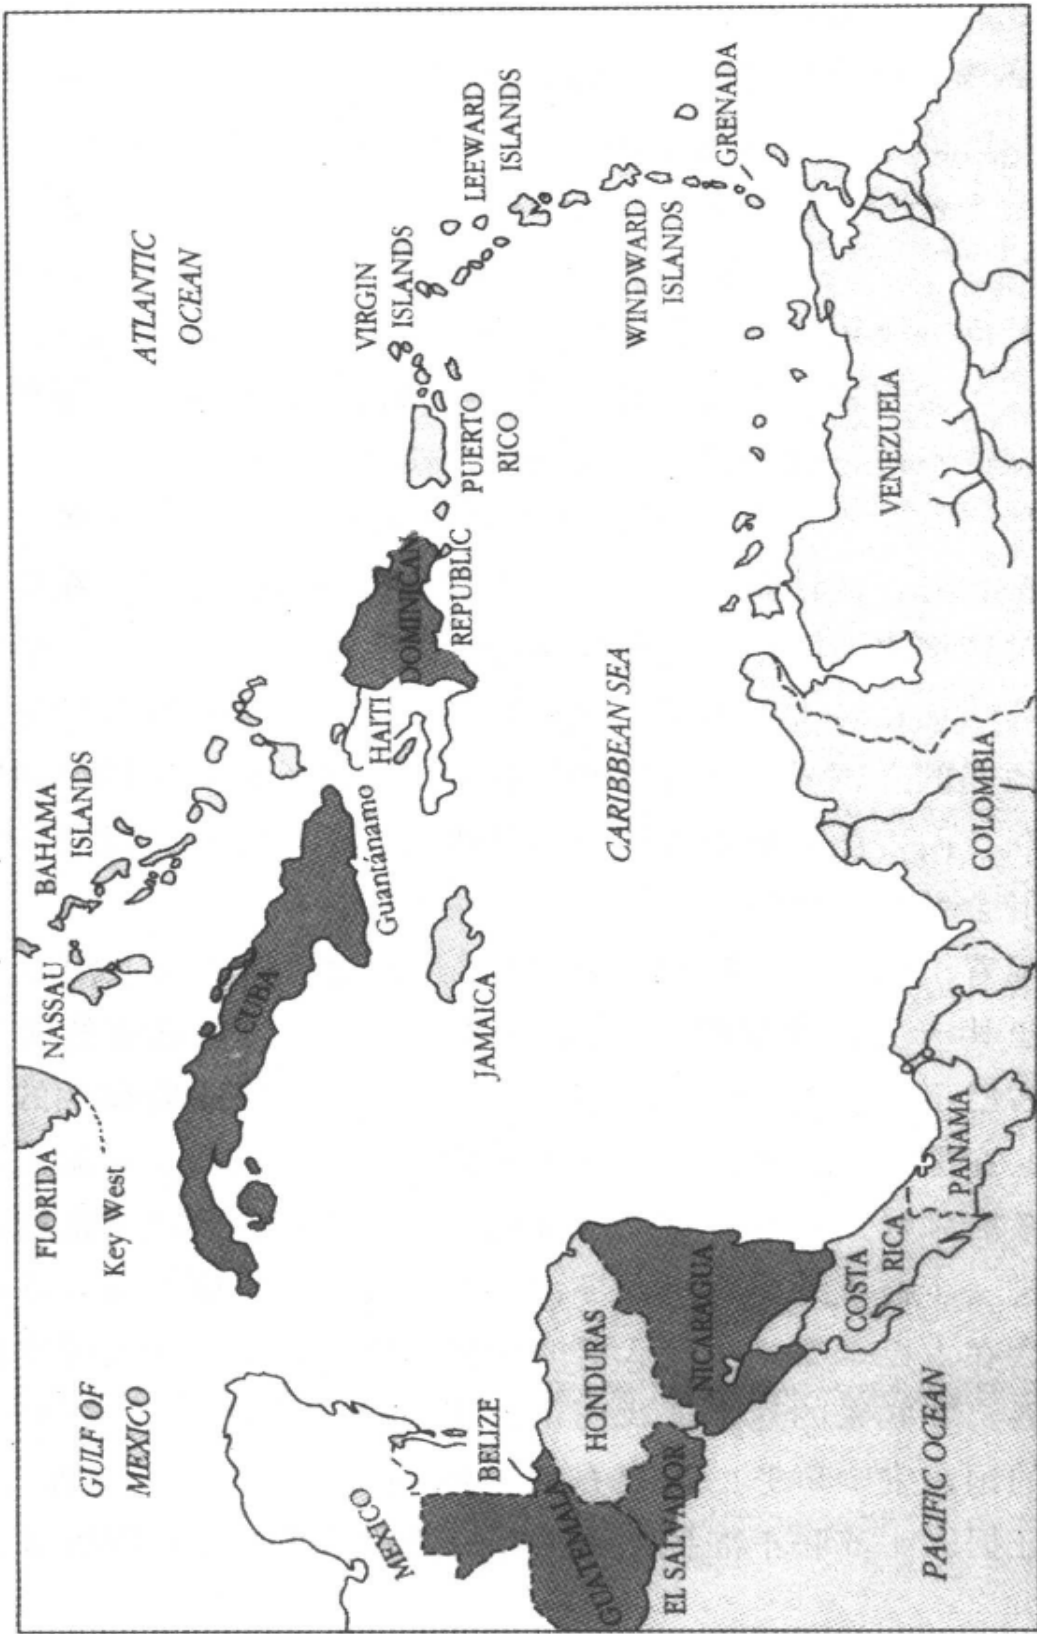 ATLANTIC
OCEAN
GULF OF
MEXICO
FLORIDA
Key West
NASSAU
BAHAMA
ISLANDS
CUBA
Guantánamo
HAITI
DOMINICAN
REPUBLIC
PUERTO
RICO
VIRGIN
ISLANDS
LEEWARD
ISLANDS
JAMAICA
MEXICO
BELIZE
GUATEMALA
HONDURAS
EL SALVADOR
NICARAGUA
CARIBBEAN SEA
WINDWARD
ISLANDS
GRENADA
COSTA
RICA
PANAMA
COLOMBIA
VENEZUELA
PACIFIC OCEAN